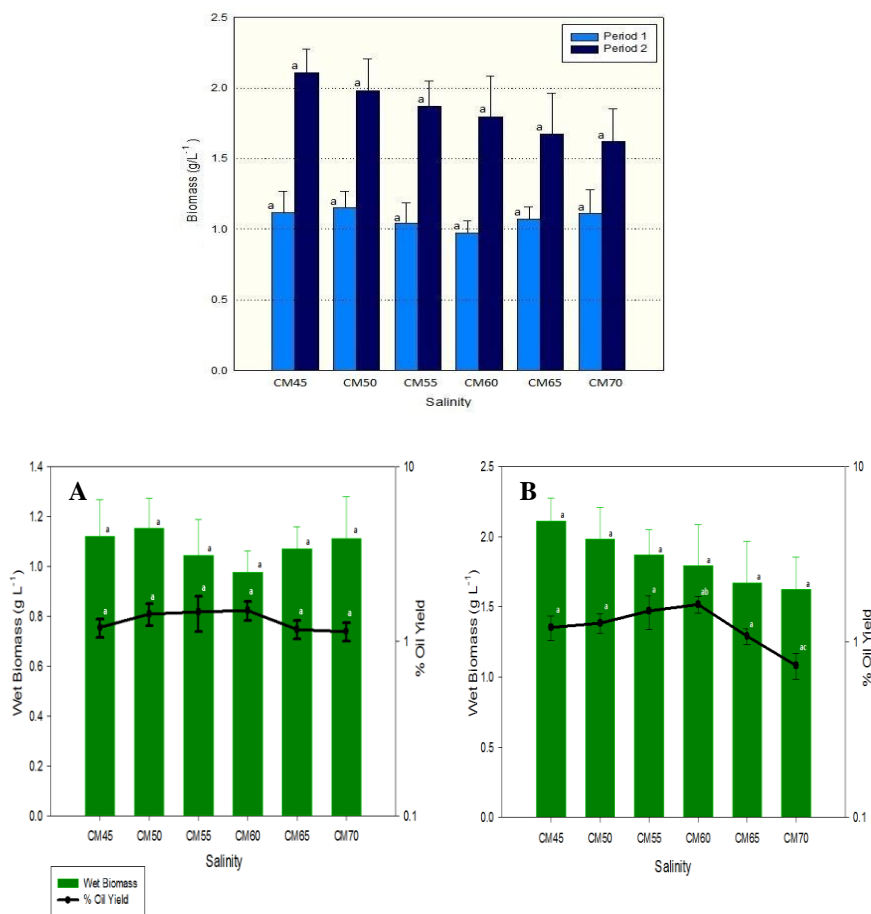 2.5
2.0
1.5
1.0
0.5
0.0
Biomass (g/L⁻¹)
Period 1
Period 2
a a a a a a
a a a a a a
CM45 CM50 CM55 CM60 CM65 CM70
Salinity
A
1.4
1.2
1.0
0.8
0.6
0.4
0.2
0.0
Wet Biomass (g L⁻¹)
a a a a a a
a a a a a a
10
1
0.1
% Oil Yield
CM45 CM50 CM55 CM60 CM65 CM70
Salinity
Wet Biomass
% Oil Yield
B
2.5
2.0
1.5
1.0
0.5
0.0
Wet Biomass (g L⁻¹)
a a a a a a
a a a ab a ac
10
1
0.1
% Oil Yield
CM45 CM50 CM55 CM60 CM65 CM70
Salinity